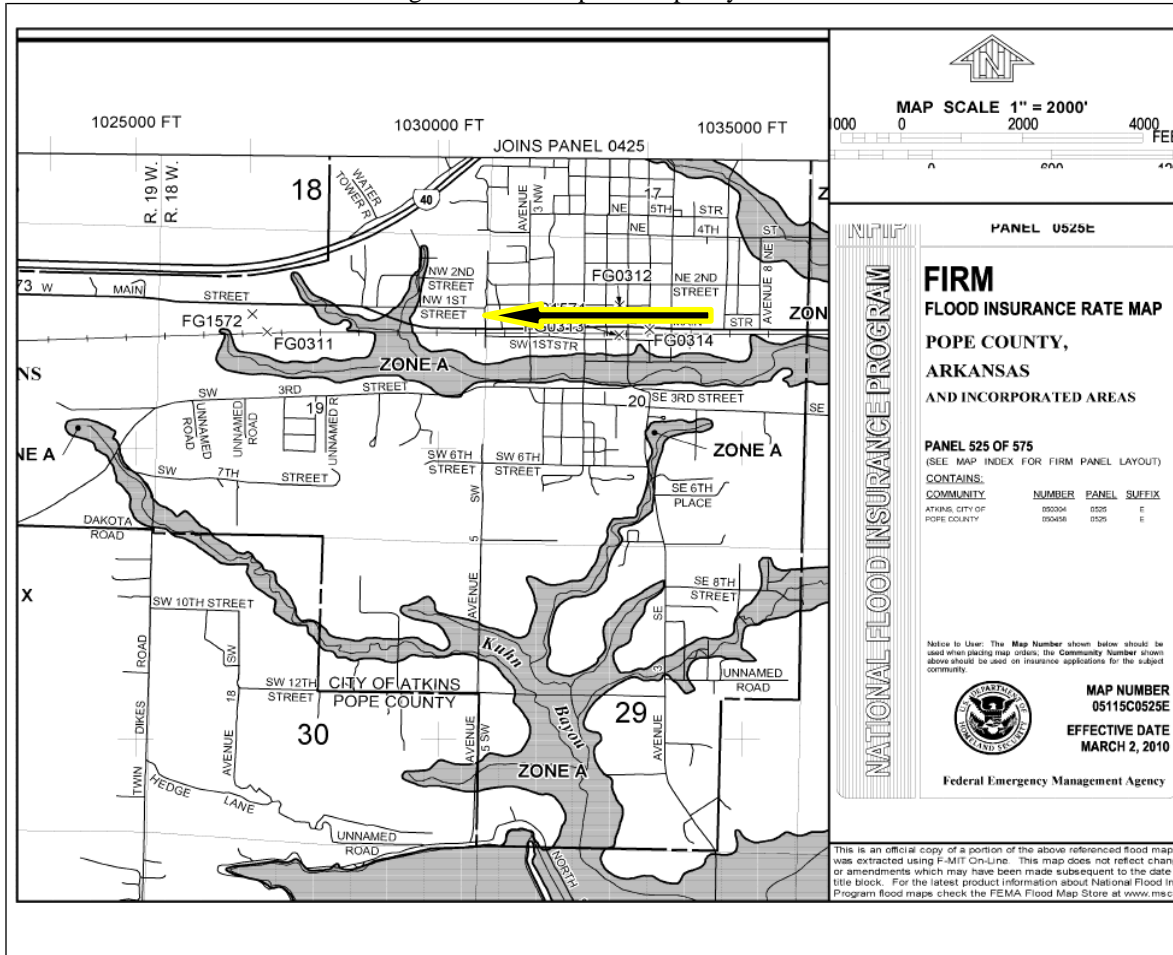 1025000 FT
1030000 FT
1035000 FT
JOINS PANEL 0425
R. 19 W.
R. 18 W.
18
WATER
TOWER R
40
AVENUE
3 NW
17
NE 5TH STR
NE 4TH
ST
AVENUE 8 NE
NW 2ND
STREET
NW 1ST
STREET
FG0312
NE 2ND
STREET
73 W MAIN STREET
FG1572
FG0311
FG0313
FG0314
STR
ZON
SW 1ST STR
ZONE A
NS
SW 3RD STREET
20
SE 3RD STREET
SE
UNNAMED
ROAD
UNNAMED
ROAD
19
UNNAMED R
NE A
ZONE A
SW 6TH
STREET
SW 6TH
STREET
SW 7TH STREET
SE 6TH
PLACE
SW
5
AVENUE
DAKOTA
ROAD
X
SW 10TH STREET
SE 8TH
STREET
SE
3
AVENUE
Kuhn
Bayou
UNNAMED
ROAD
SW 12TH
STREET
CITY OF ATKINS
POPE COUNTY
SW
18
AVENUE
TWIN DIKES ROAD
30
29
AVENUE
5 SW
ZONE A
HEDGE LANE
UNNAMED
ROAD
NORTH
N
MAP SCALE 1" = 2000'
1000 0 2000 4000
FEE
NFIP
PANEL 0525E
NATIONAL FLOOD INSURANCE PROGRAM
FIRM
FLOOD INSURANCE RATE MAP
POPE COUNTY,
ARKANSAS
AND INCORPORATED AREAS
PANEL 525 OF 575
(SEE MAP INDEX FOR FIRM PANEL LAYOUT)
CONTAINS:
COMMUNITY NUMBER PANEL SUFFIX
ATKINS, CITY OF 050304 0525 E
POPE COUNTY 050458 0525 E
Notice to User: The Map Number shown below should be
used when placing map orders; the Community Number shown
above should be used on insurance applications for the subject
community.
U.S. DEPARTMENT OF HOMELAND SECURITY
MAP NUMBER
05115C0525E
EFFECTIVE DATE
MARCH 2, 2010
Federal Emergency Management Agency
This is an official copy of a portion of the above referenced flood map
was extracted using F-MIT On-Line. This map does not reflect chan
or amendments which may have been made subsequent to the date
title block. For the latest product information about National Flood In
Program flood maps check the FEMA Flood Map Store at www.msc